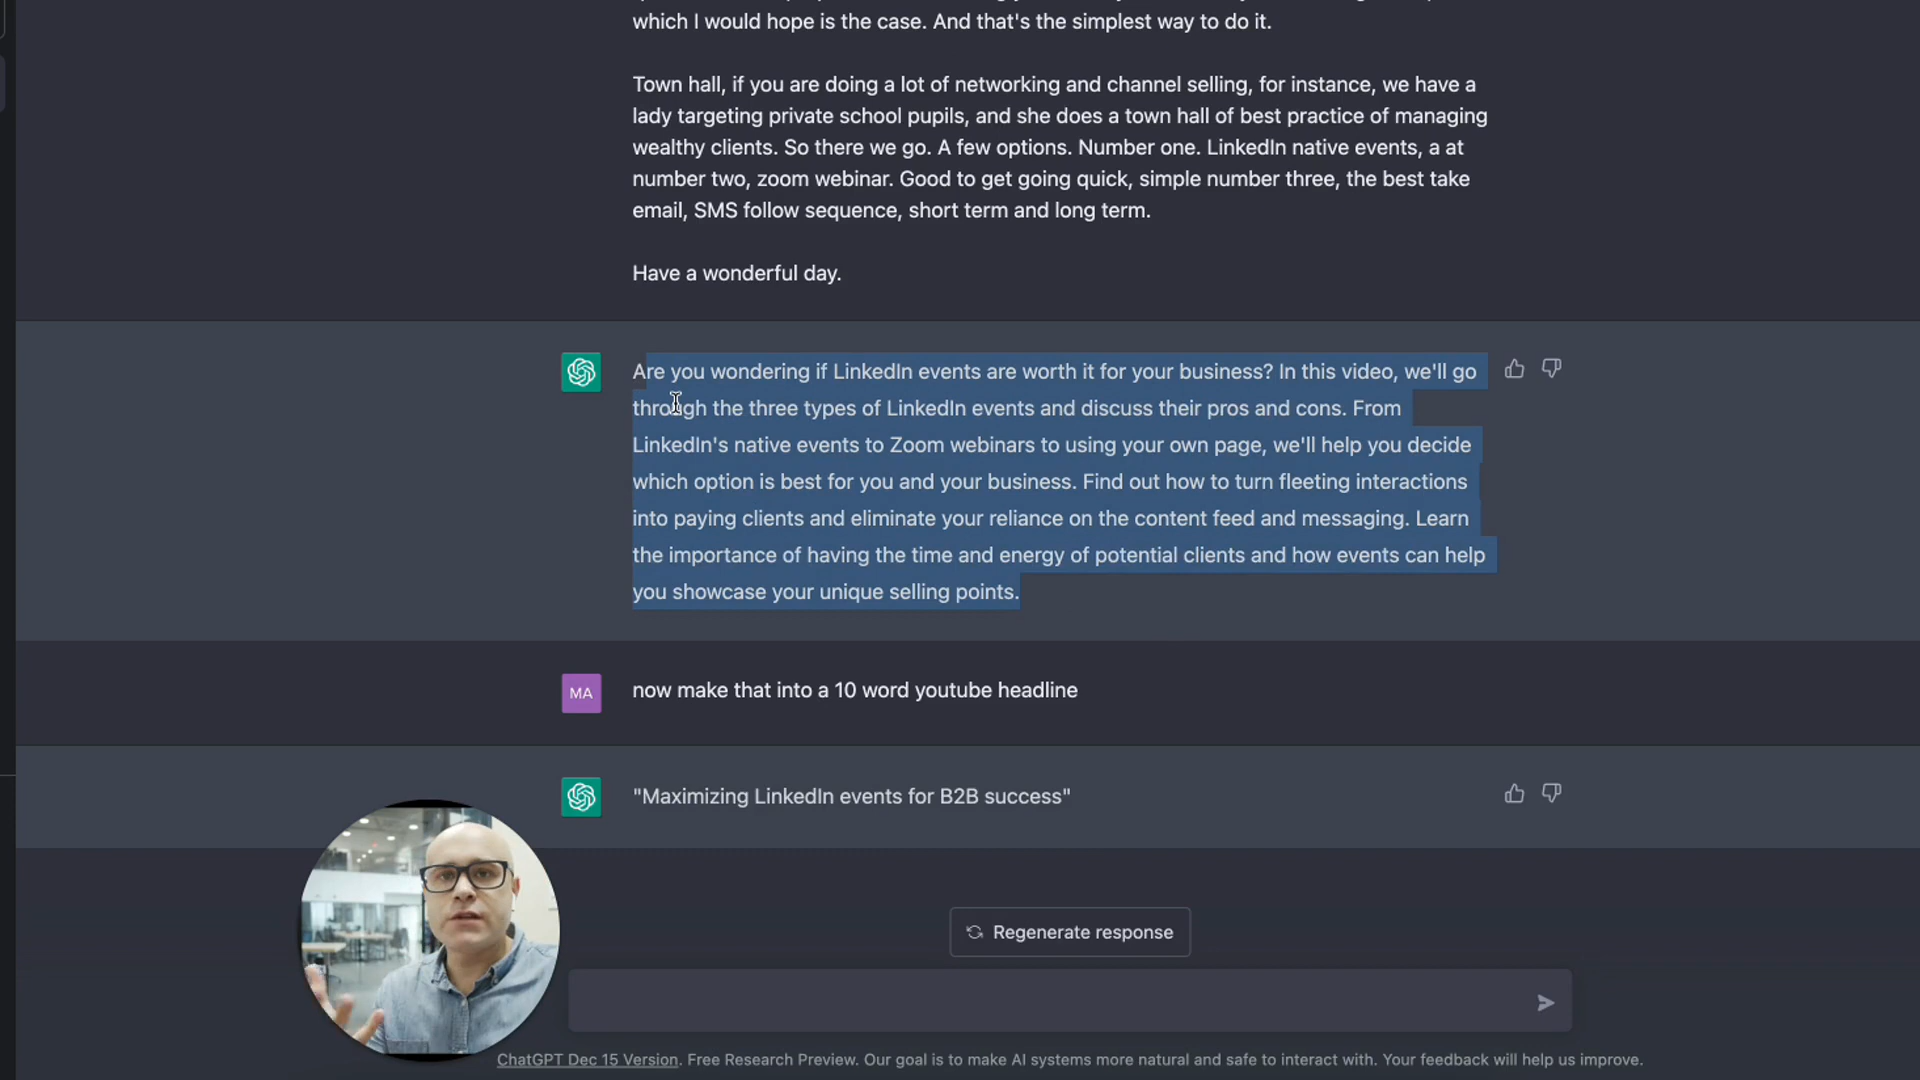 which I would hope is the case. And that's the simplest way to do it.
Town hall, if you are doing a lot of networking and channel selling, for instance, we have a
lady targeting private school pupils, and she does a town hall of best practice of managing
wealthy clients. So there we go. A few options. Number one. LinkedIn native events, a at
number two, zoom webinar. Good to get going quick, simple number three, the best take
email, SMS follow sequence, short term and long term.
Have a wonderful day.
Are you wondering if LinkedIn events are worth it for your business? In this video, we'll go
through the three types of LinkedIn events and discuss their pros and cons. From
LinkedIn's native events to Zoom webinars to using your own page, we'll help you decide
which option is best for you and your business. Find out how to turn fleeting interactions
into paying clients and eliminate your reliance on the content feed and messaging. Learn
the importance of having the time and energy of potential clients and how events can help
you showcase your unique selling points.
MA
now make that into a 10 word youtube headline
"Maximizing LinkedIn events for B2B success"
Regenerate response
ChatGPT Dec 15 Version. Free Research Preview. Our goal is to make AI systems more natural and safe to interact with. Your feedback will help us improve.